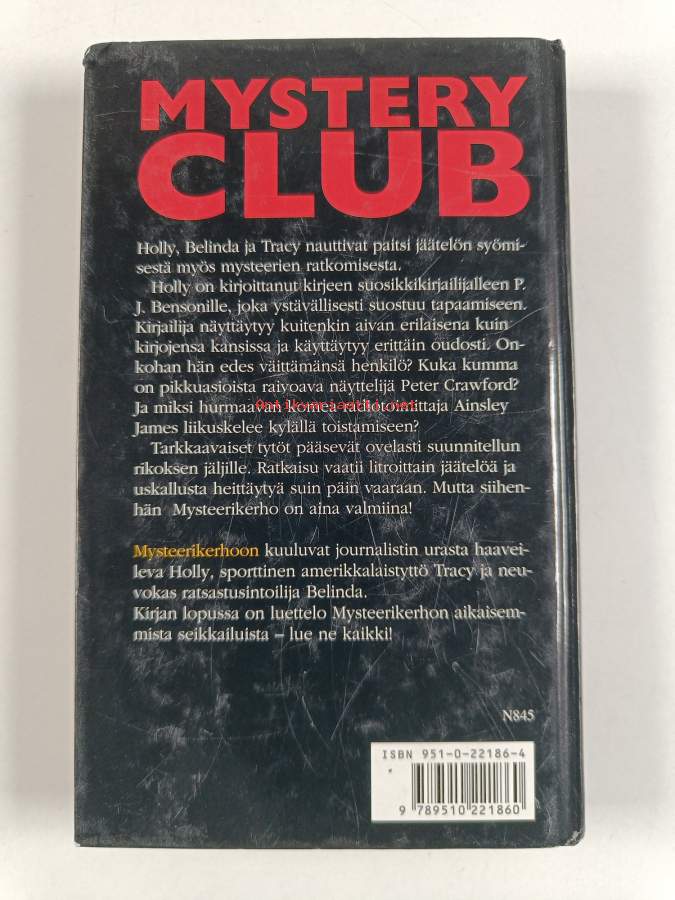 MYSTERY
CLUB
Holly, Belinda ja Tracy nauttivat paitsi jäätelön syömi-
sestä myös mysteerien ratkomisesta.
Holly on kirjoittanut kirjeen suosikkikirjailijalleen P.
J. Bensonille, joka ystävällisesti suostuu tapaamiseen.
Kirjailija näyttäytyy kuitenkin aivan erilaisena kuin
kirjojensa kansissa ja käyttäytyy erittäin oudosti. On-
kohan hän edes väittämänsä henkilö? Kuka kumma
on pikkuasioista raivoava näyttelijä Peter Crawford?
Antikvariaatti.net
Ja miksi hurmaavan komea radiotoimittaja Ainsley
James liikuskelee kylällä toistamiseen?
Tarkkaavaiset tytöt pääsevät ovelasti suunnitellun
rikoksen jäljille. Ratkaisu vaatii litroittain jäätelöä ja
uskallusta heittäytyä suin päin vaaraan. Mutta siihen-
hän Mysteerikerho on aina valmiina!
Mysteerikerhoon kuuluvat journalistin urasta haavei-
leva Holly, sporttinen amerikkalaistyttö Tracy ja neu-
vokas ratsastusintoilija Belinda.
Kirjan lopussa on luettelo Mysteerikerhon aikaisem-
mista seikkailuista – lue ne kaikki!
N845
ISBN 951-0-22186-4
9 789510 221860